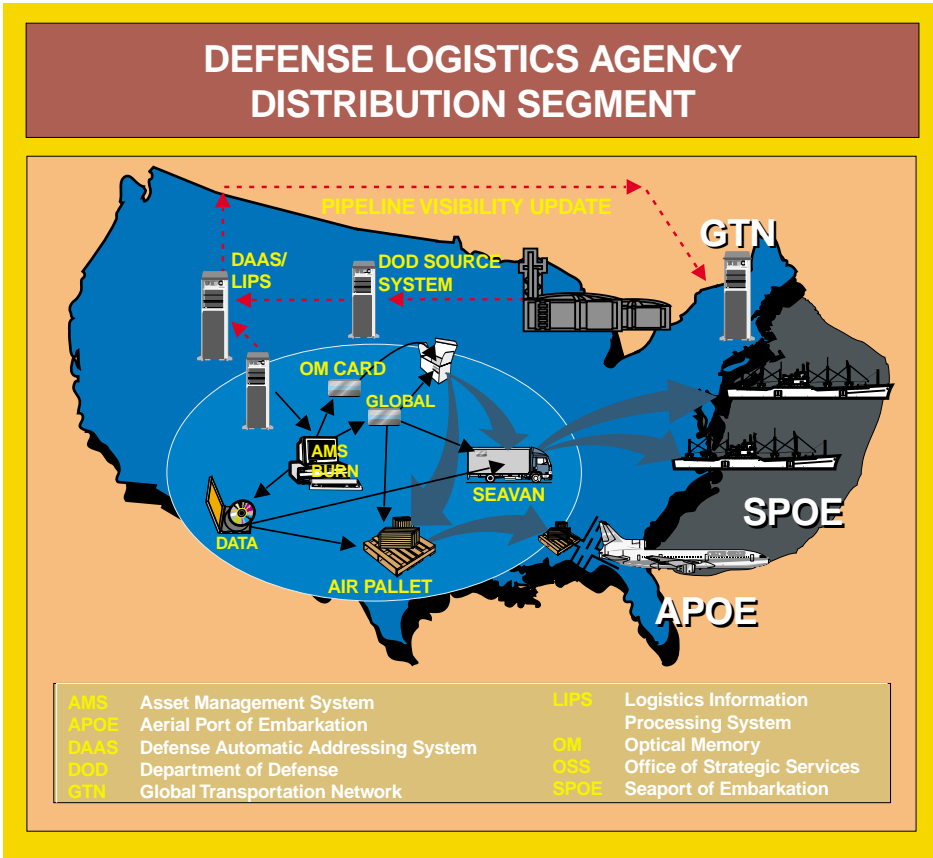 DEFENSE LOGISTICS AGENCY
DISTRIBUTION SEGMENT
PIPELINE VISIBILITY UPDATE
GTN
DAAS/
LIPS
DOD SOURCE
SYSTEM
OM CARD
GLOBAL
AMS
BURN
SEAVAN
DATA
AIR PALLET
SPOE
APOE
AMS Asset Management System
APOE Aerial Port of Embarkation
DAAS Defense Automatic Addressing System
DOD Department of Defense
GTN Global Transportation Network
LIPS Logistics Information
Processing System
OM Optical Memory
OSS Office of Strategic Services
SPOE Seaport of Embarkation